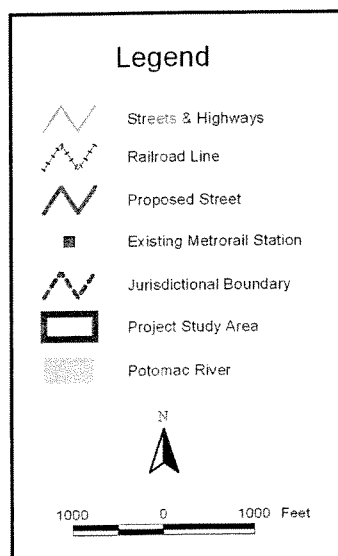 Legend
Streets & Highways
Railroad Line
Proposed Street
Existing Metrorail Station
Jurisdictional Boundary
Project Study Area
Potomac River
N
1000 0 1000 Feet